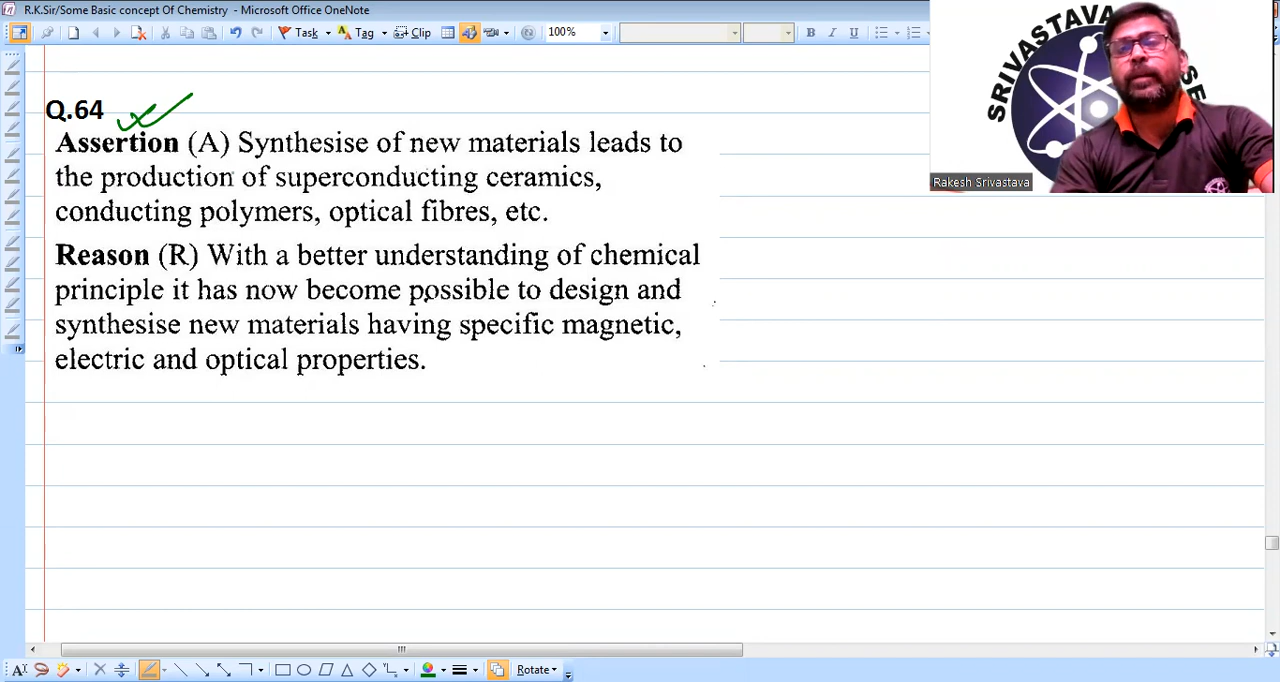 R.K.Sir/Some Basic concept Of Chemistry - Microsoft Office OneNote
Task Tag Clip 100% B I U
Q.64
Assertion (A) Synthesise of new materials leads to
the production of superconducting ceramics,
conducting polymers, optical fibres, etc.
Reason (R) With a better understanding of chemical
principle it has now become possible to design and
synthesise new materials having specific magnetic,
electric and optical properties.
SRIVASTAVA
SE
Rakesh Srivastava
Rotate